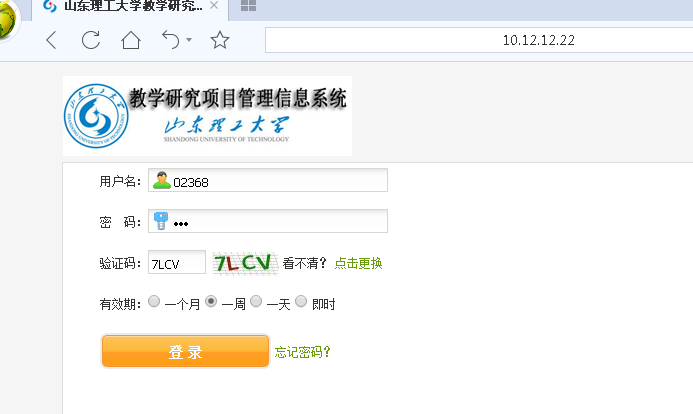 山东理工大学教学研究...
10.12.12.22
教学研究项目管理信息系统
山东理工大学
SHANDONG UNIVERSITY OF TECHNOLOGY
用户名： 02368
密 码： •••
验证码： 7LCV 7LCV 看不清？ 点击更换
有效期： 一个月 一周 一天 即时
登 录 忘记密码？